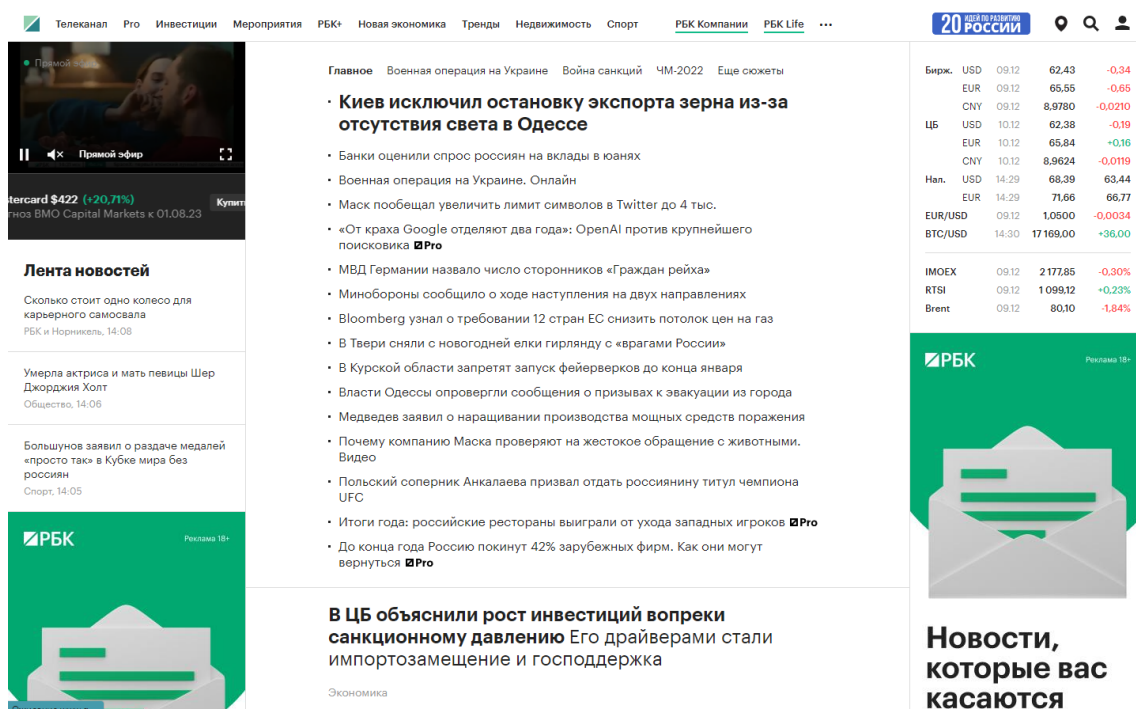 Телеканал Pro Инвестиции Мероприятия РБК+ Новая экономика Тренды Недвижимость Спорт РБК Компании РБК Life
20 ИДЕЙ ПО РАЗВИТИЮ РОССИИ
Прямой эфир
Прямой эфир
tercard $422 (+20,71%)
ноз BMO Capital Markets к 01.08.23
Лента новостей
Сколько стоит одно колесо для
карьерного самосвала
РБК и Норникель, 14:08
Умерла актриса и мать певицы Шер
Джорджия Холт
Общество, 14:06
Большунов заявил о раздаче медалей
«просто так» в Кубке мира без
россиян
Спорт, 14:05
РБК
Реклама 18+
Главное Военная операция на Украине Война санкций ЧМ-2022 Еще сюжеты
Киев исключил остановку экспорта зерна из-за
отсутствия света в Одессе
Банки оценили спрос россиян на вклады в юанях
Военная операция на Украине. Онлайн
Маск пообещал увеличить лимит символов в Twitter до 4 тыс.
«От краха Google отделяют два года»: OpenAI против крупнейшего
поисковика Pro
МВД Германии назвало число сторонников «Граждан рейха»
Минобороны сообщило о ходе наступления на двух направлениях
Bloomberg узнал о требовании 12 стран ЕС снизить потолок цен на газ
В Твери сняли с новогодней елки гирлянду с «врагами России»
В Курской области запретят запуск фейерверков до конца января
Власти Одессы опровергли сообщения о призывах к эвакуации из города
Медведев заявил о наращивании производства мощных средств поражения
Почему компанию Маска проверяют на жестокое обращение с животными.
Видео
Польский соперник Анкалаева призвал отдать россиянину титул чемпиона
UFC
Итоги года: российские рестораны выиграли от ухода западных игроков Pro
До конца года Россию покинут 42% зарубежных фирм. Как они могут
вернуться Pro
В ЦБ объяснили рост инвестиций вопреки
санкционному давлению Его драйверами стали
импортозамещение и господдержка
Экономика
Бирж. USD 09.12 62,43 -0,34
EUR 09.12 65,55 -0,65
CNY 09.12 8,9780 -0,0210
ЦБ USD 10.12 62,38 -0,19
EUR 10.12 65,84 +0,16
CNY 10.12 8,9624 -0,0119
Нал. USD 14:29 68,39 63,44
EUR 14:29 71,66 66,77
EUR/USD 09.12 1,0500 -0,0034
BTC/USD 14:30 17 169,00 +36,00
IMOEX 09.12 2 177,85 -0,30%
RTSI 09.12 1 099,12 +0,23%
Brent 09.12 80,10 -1,84%
РБК
Реклама 18+
Новости,
которые вас
касаются